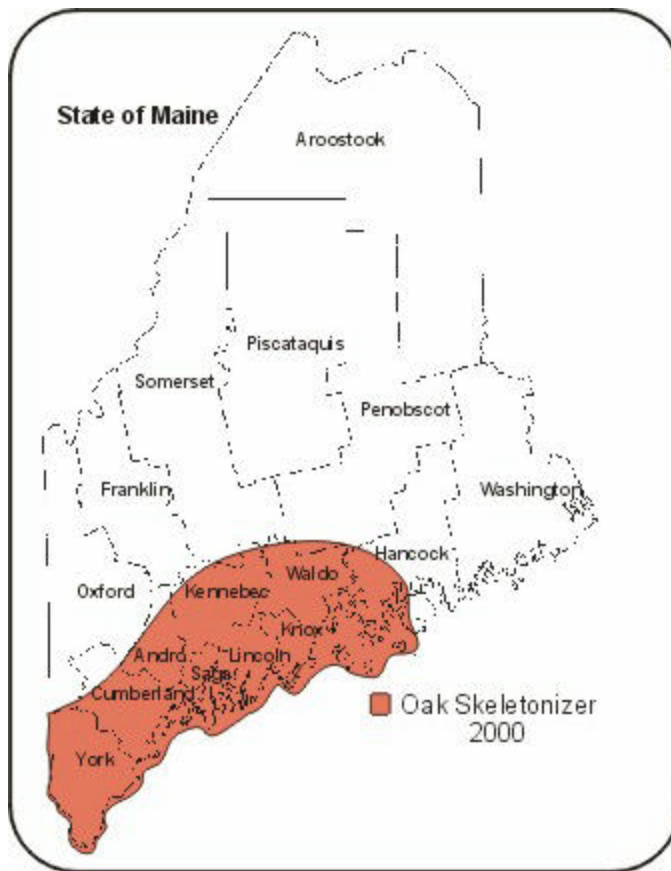 State of Maine
Aroostook
Piscataquis
Somerset
Penobscot
Franklin
Washington
Hancock
Waldo
Oxford
Kennebec
Knox
Andro
Lincoln
Saga
Cumberland
Oak Skeletonizer
2000
York